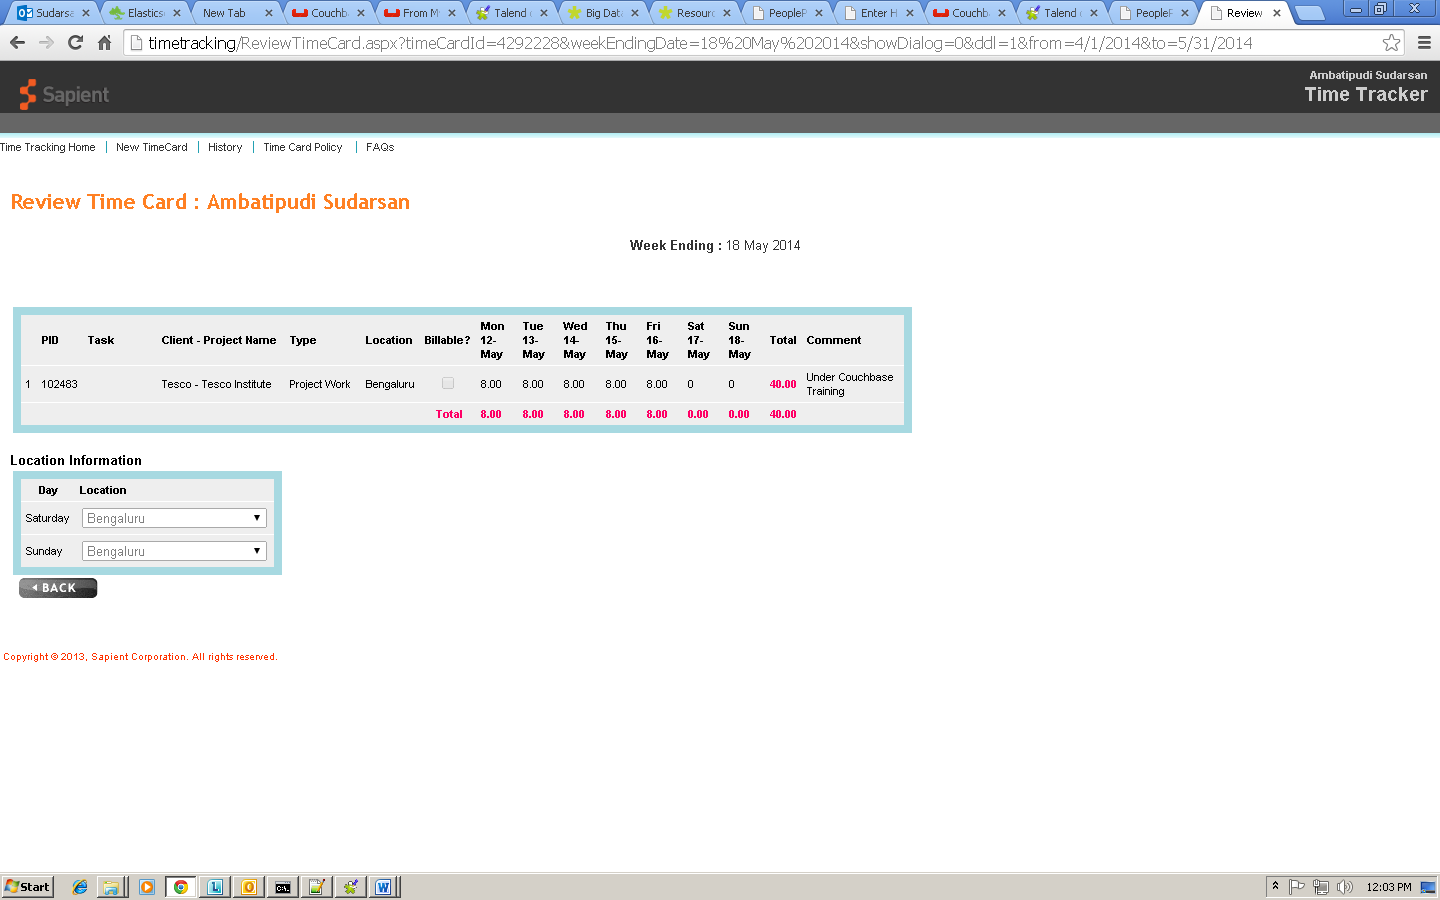 Sudarsa
Elastics
New Tab
Couchb
From M
Talend
Big Dat
Resourc
PeopleP
Enter H
Couchb
Talend
PeopleP
Review
timetracking/ReviewTimeCard.aspx?timeCardId=4292228&weekEndingDate=18%20May%202014&showDialog=0&ddl=1&from=4/1/2014&to=5/31/2014
Sapient
Ambatipudi Sudarsan
Time Tracker
Time Tracking Home | New TimeCard | History | Time Card Policy | FAQs
Review Time Card : Ambatipudi Sudarsan
Week Ending : 18 May 2014
PID Task Client - Project Name Type Location Billable? Mon 12-May Tue 13-May Wed 14-May Thu 15-May Fri 16-May Sat 17-May Sun 18-May Total Comment
1 102483 Tesco - Tesco Institute Project Work Bengaluru 8.00 8.00 8.00 8.00 8.00 0 0 40.00 Under Couchbase Training
Total 8.00 8.00 8.00 8.00 8.00 0.00 0.00 40.00
Location Information
Day Location
Saturday Bengaluru
Sunday Bengaluru
BACK
Copyright © 2013, Sapient Corporation. All rights reserved.
Start
12:03 PM